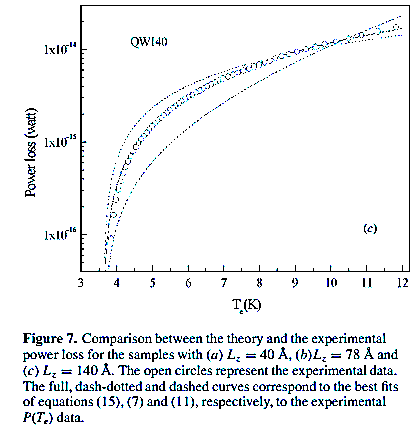 QW140
1x10⁻¹⁴
1x10⁻¹⁵
1x10⁻¹⁶
Power loss (watt)
(c)
3 4 5 6 7 8 9 10 11 12
Tₑ(K)
Figure 7. Comparison between the theory and the experimental
power loss for the samples with (a) L_z = 40 Å, (b)L_z = 78 Å and
(c) L_z = 140 Å. The open circles represent the experimental data.
The full, dash-dotted and dashed curves correspond to the best fits
of equations (15), (7) and (11), respectively, to the experimental
P(Tₑ) data.